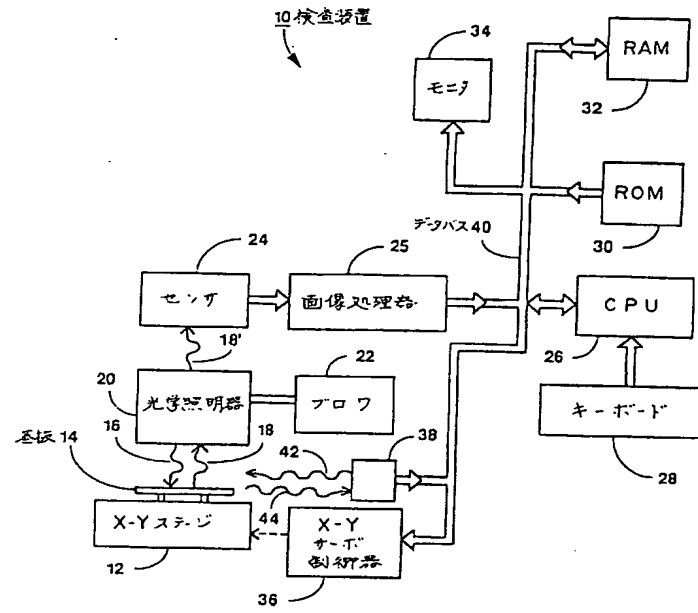 10 検査装置
34
モニタ
RAM
32
ROM
30
データバス 40
24
センサ
25
画像処理器
CPU
26
18'
20
光学照明器
22
ブロワ
キーボード
28
16
18
基板 14
42
38
44
X-Yステージ
12
X-Y
サーボ
制御器
36